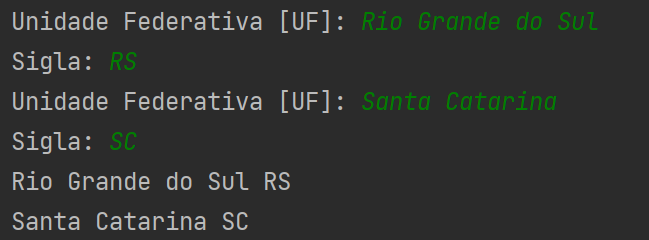 Unidade Federativa [UF]: Rio Grande do Sul
Sigla: RS
Unidade Federativa [UF]: Santa Catarina
Sigla: SC
Rio Grande do Sul RS
Santa Catarina SC